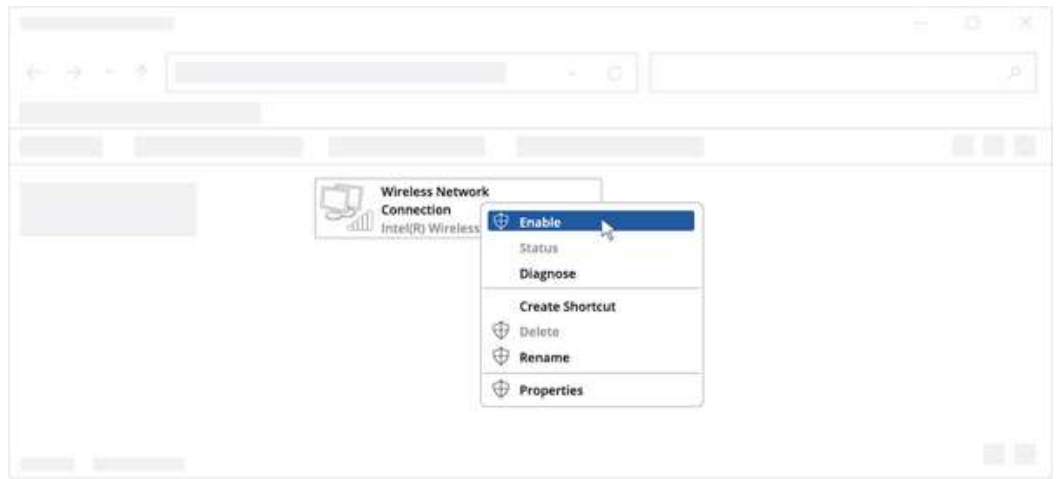 Wireless Network
Connection
Intel(R) Wireless
Enable
Status
Diagnose
Create Shortcut
Delete
Rename
Properties